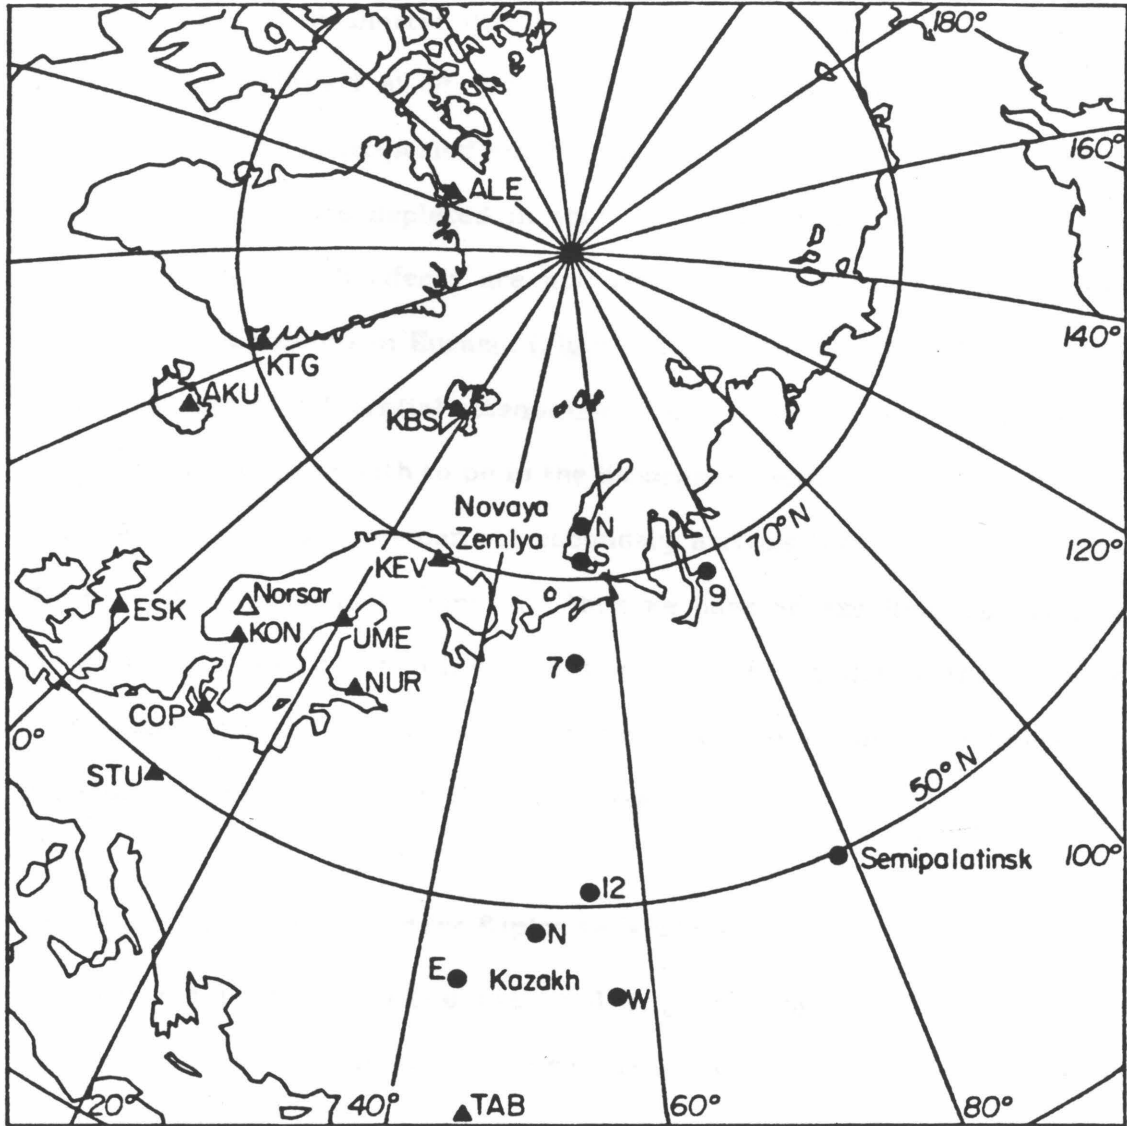 180°
160°
ALE
KTG
140°
AKU
KBS
Novaya
Zemlya
N
S
70° N
120°
KEV
9
ESK
Norsar
KON
UME
7
NUR
COP
0°
STU
50° N
100°
Semipalatinsk
12
N
E
Kazakh
W
20°
40°
TAB
60°
80°